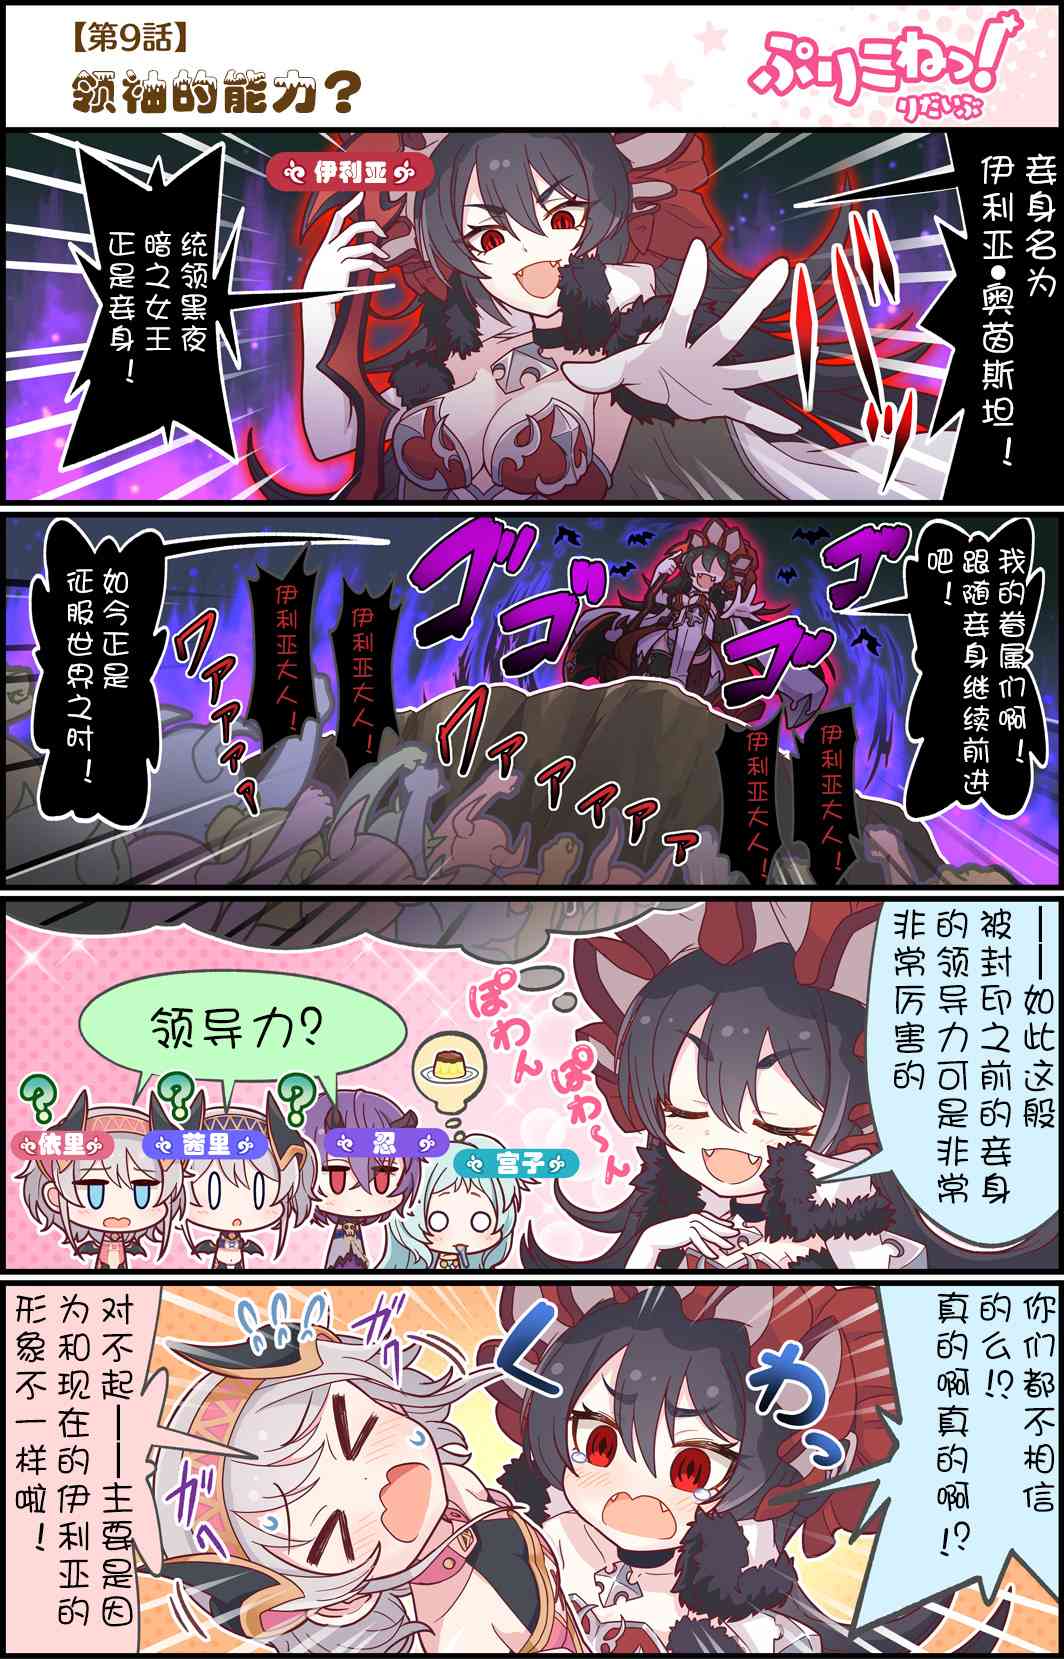 【第9話】
领袖的能力？
ぷりこねっ!
りだいぶ
妾身名为
伊利亚●奥茵斯坦！
伊利亚
统领黑夜
暗之女王
正是妾身！
我的眷属们啊！
跟随妾身继续前进
吧！
ゴゴゴゴ
伊利亚大人！
伊利亚大人！
伊利亚大人！
伊利亚大人！
ワァァァァァ
ワァァァァァ
如今正是
征服世界之时！
——如此这般
被封印之前的妾身
的领导力可是非常
非常厉害的
ぽわん
ぽわ〜ん
领导力？
？
？
？
依里
茜里
忍
宫子
你们都不相信
的么!?
真的啊真的啊!?
わっ
く
ガク
ガク
对不起——主要是因
为和现在的伊利亚的
形象不一样啦！